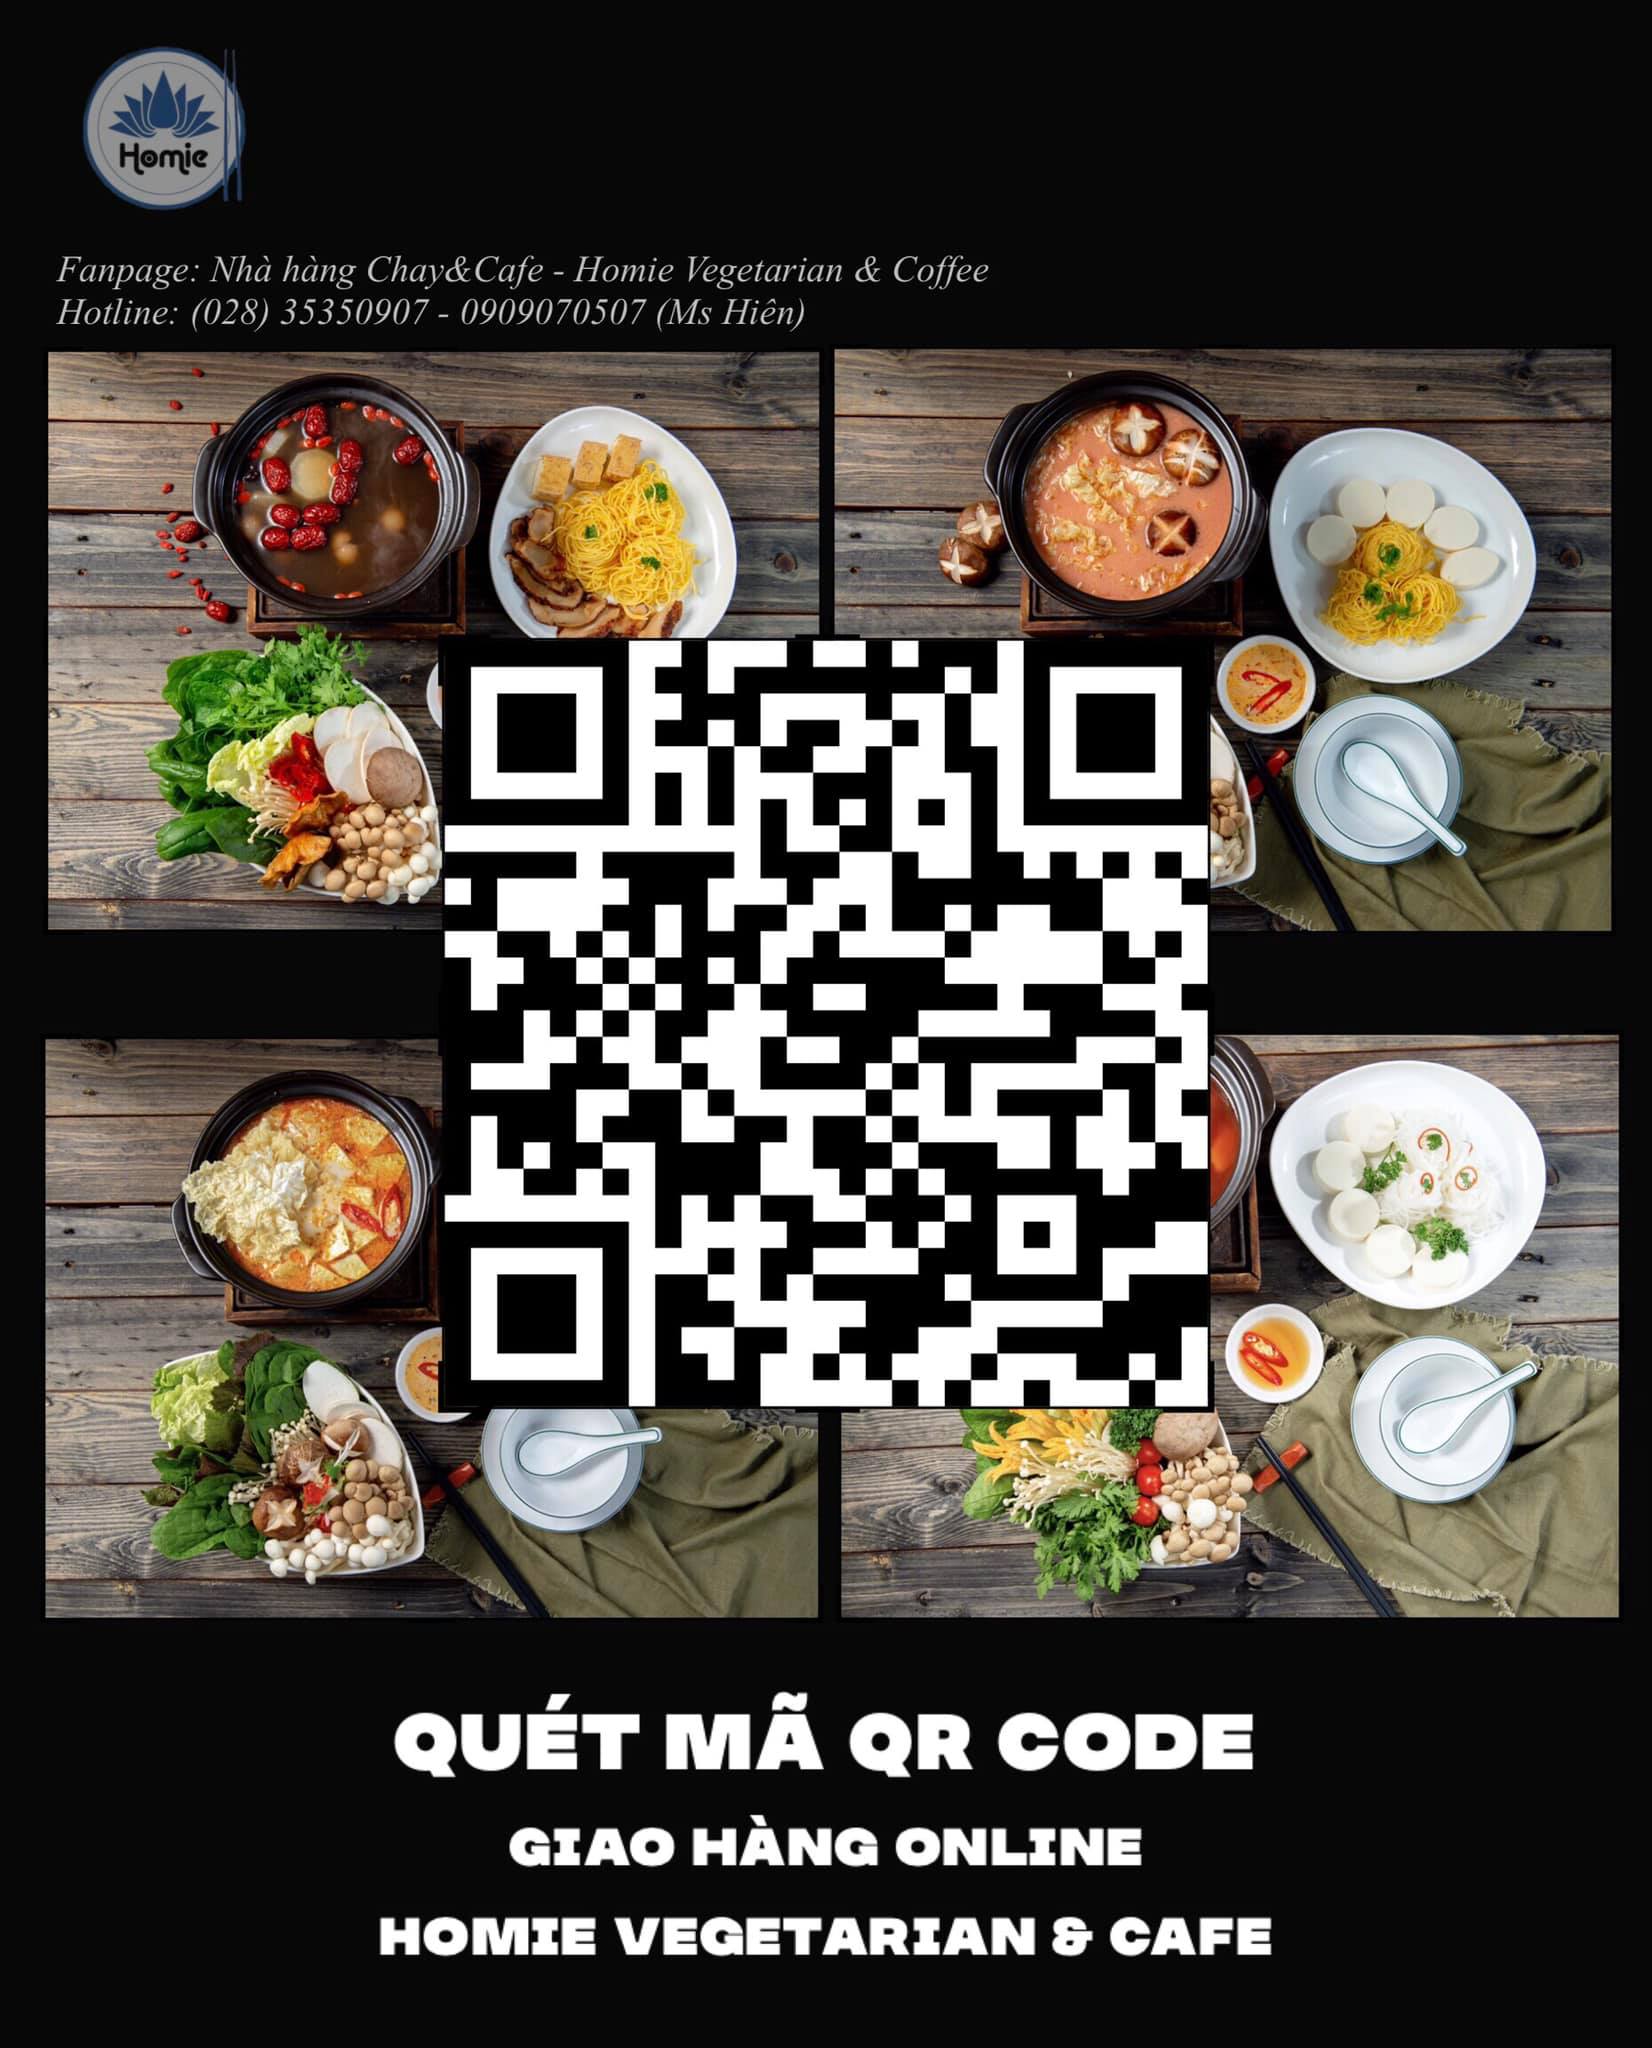 Homie
Fanpage: Nhà hàng Chay&Cafe - Homie Vegetarian & Coffee
Hotline: (028) 35350907 - 0909070507 (Ms Hiên)
QUÉT MÃ QR CODE
GIAO HÀNG ONLINE
HOMIE VEGETARIAN & CAFE